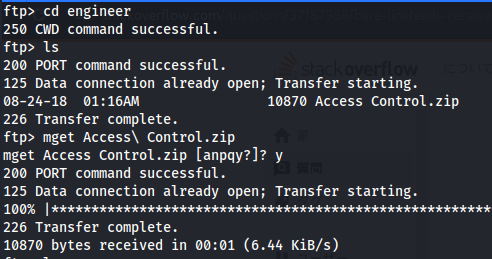 ftp> cd engineer
250 CWD command successful.
ftp> ls
200 PORT command successful.
125 Data connection already open; Transfer starting.
08-24-18  01:16AM                10870 Access Control.zip
226 Transfer complete.
ftp> mget Access\ Control.zip
mget Access Control.zip [anpqy?]? y
200 PORT command successful.
125 Data connection already open; Transfer starting.
100% |*********************************************************
226 Transfer complete.
10870 bytes received in 00:01 (6.44 KiB/s)
stackoverflow
質問